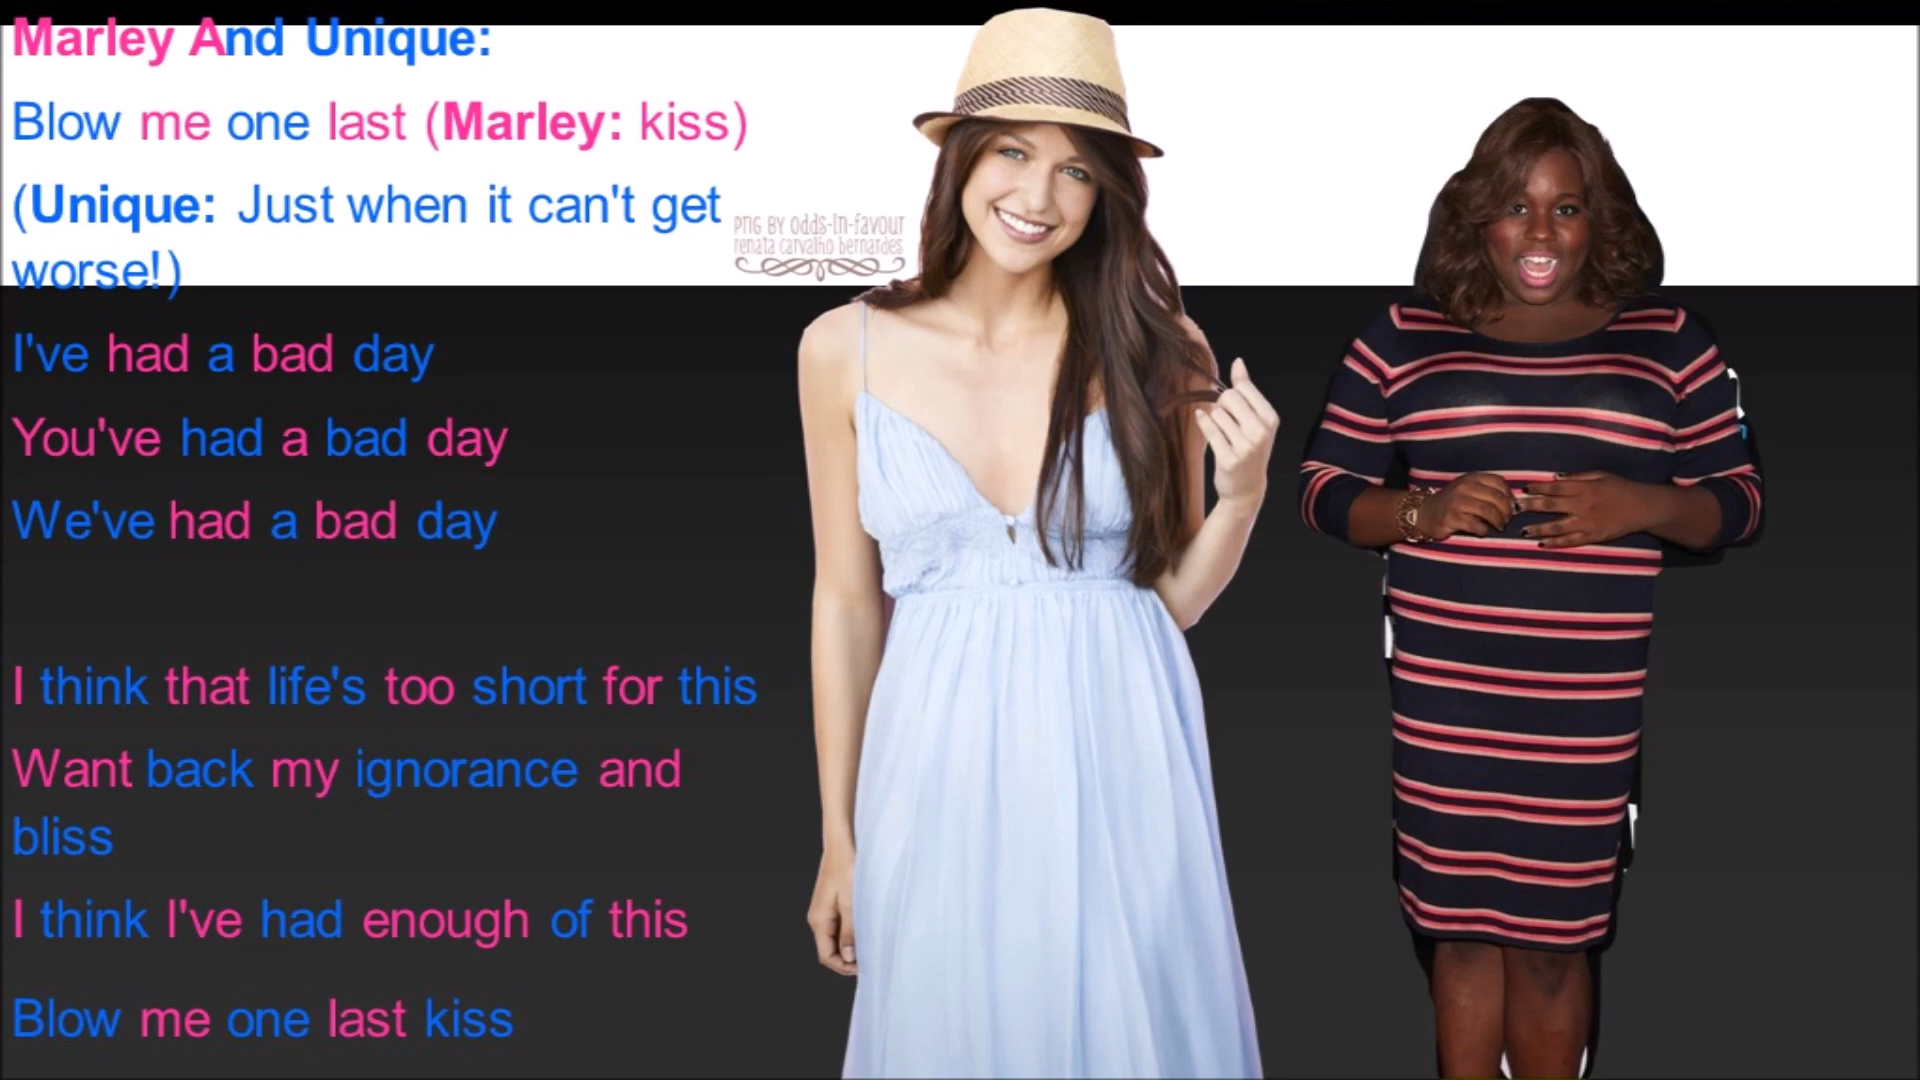 Marley And Unique:
Blow me one last (Marley: kiss)
(Unique: Just when it can't get
worse!)
PNG BY odds-in-favour
renata carvalho bernardes
I've had a bad day
You've had a bad day
We've had a bad day
I think that life's too short for this
Want back my ignorance and
bliss
I think I've had enough of this
Blow me one last kiss